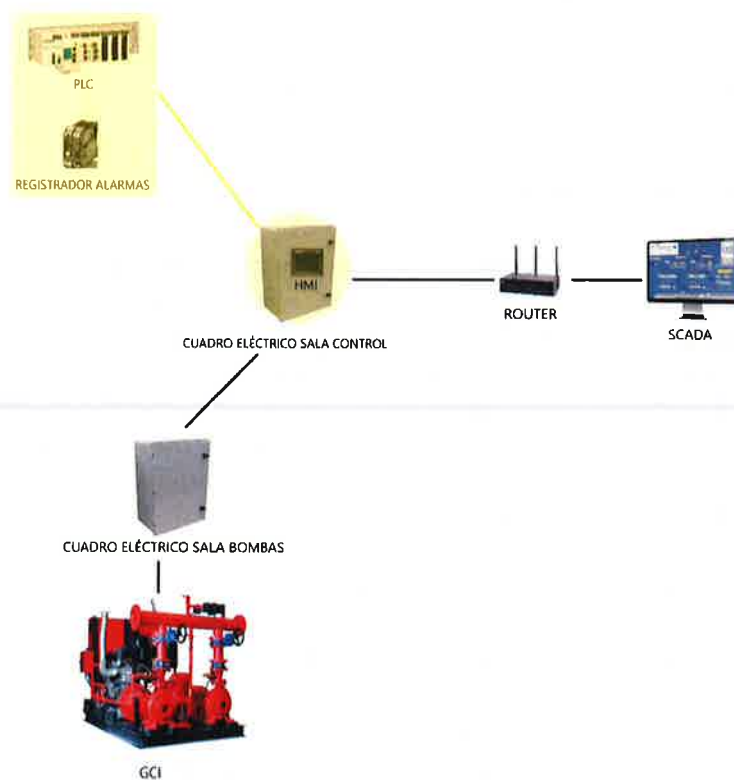 PLC
REGISTRADOR ALARMAS
HMI
CUADRO ELÉCTRICO SALA CONTROL
ROUTER
SCADA
CUADRO ELÉCTRICO SALA BOMBAS
GCI